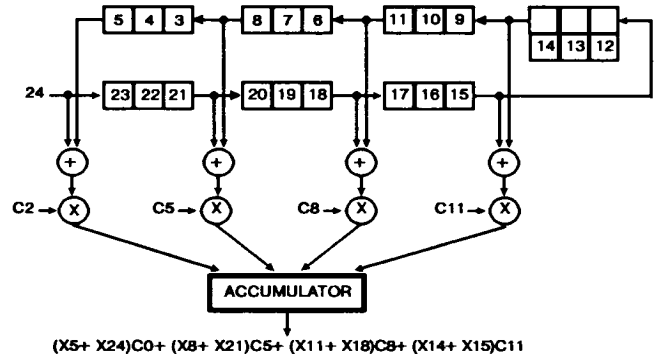 5 4 3 8 7 6 11 10 9
14 13 12
24 23 22 21 20 19 18 17 16 15
+ + + +
C2 X C5 X C8 X C11 X
ACCUMULATOR
(X5+ X24)C0+ (X8+ X21)C5+ (X11+ X18)C8+ (X14+ X15)C11